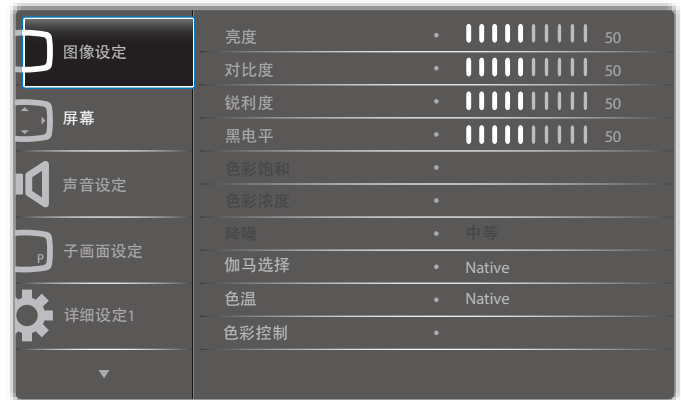 图像设定
屏幕
声音设定
P
子画面设定
详细设定1
亮度 • 50
对比度 • 50
锐利度 • 50
黑电平 • 50
色彩饱和 •
色彩浓度 •
降噪 • 中等
伽马选择 • Native
色温 • Native
色彩控制 •